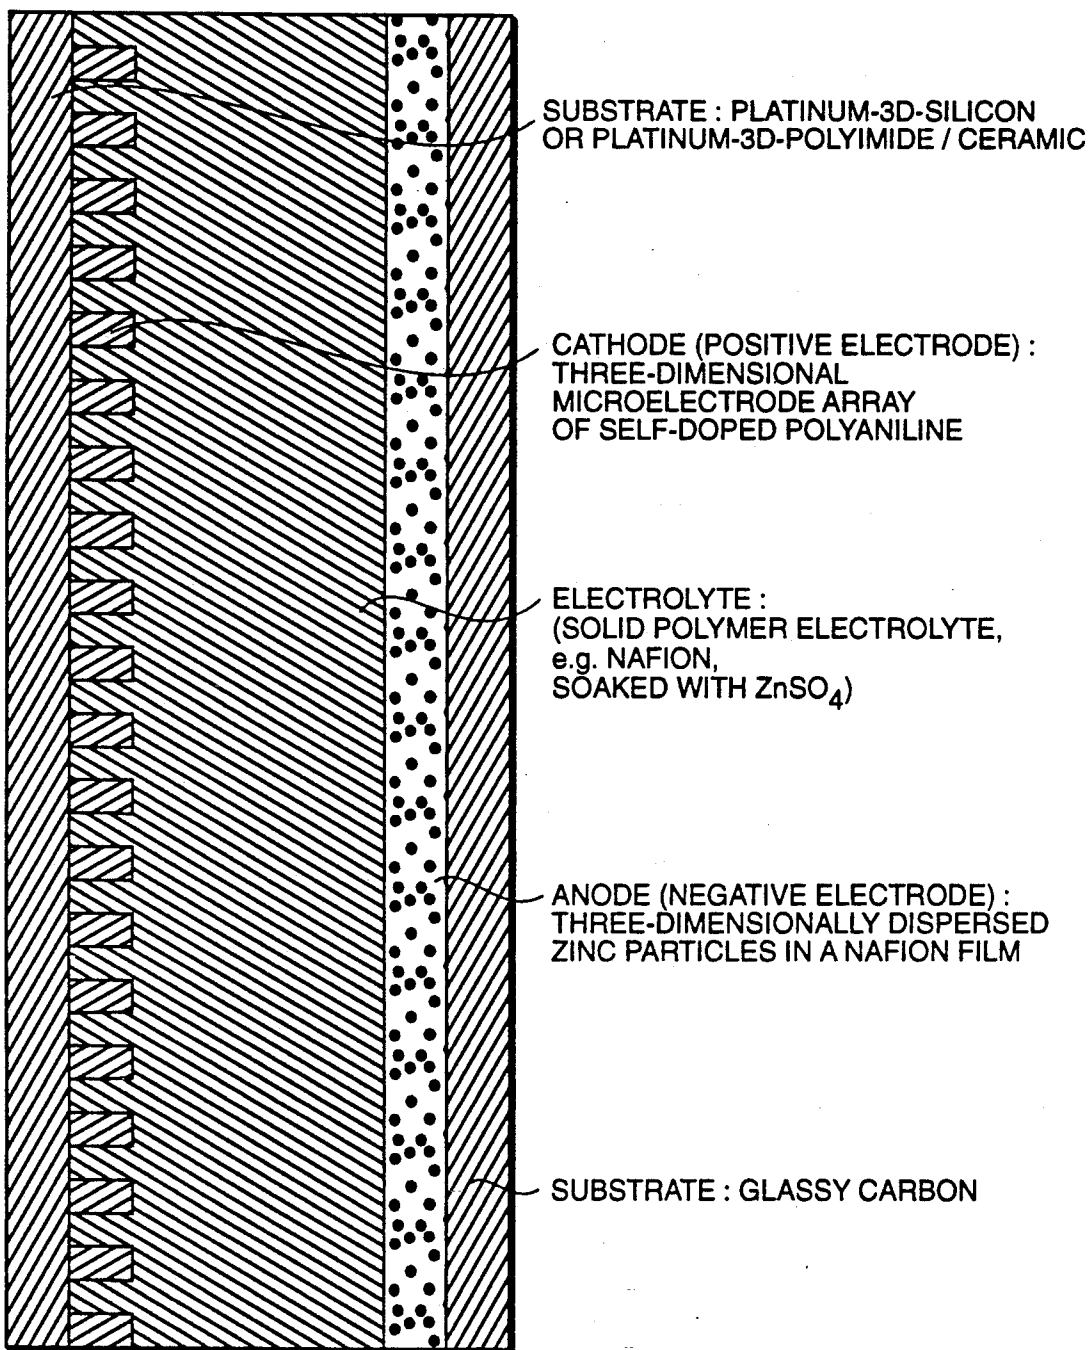 SUBSTRATE : PLATINUM-3D-SILICON
OR PLATINUM-3D-POLYIMIDE / CERAMIC
CATHODE (POSITIVE ELECTRODE) :
THREE-DIMENSIONAL
MICROELECTRODE ARRAY
OF SELF-DOPED POLYANILINE
ELECTROLYTE :
(SOLID POLYMER ELECTROLYTE,
e.g. NAFION,
SOAKED WITH ZnSO4)
ANODE (NEGATIVE ELECTRODE) :
THREE-DIMENSIONALLY DISPERSED
ZINC PARTICLES IN A NAFION FILM
SUBSTRATE : GLASSY CARBON